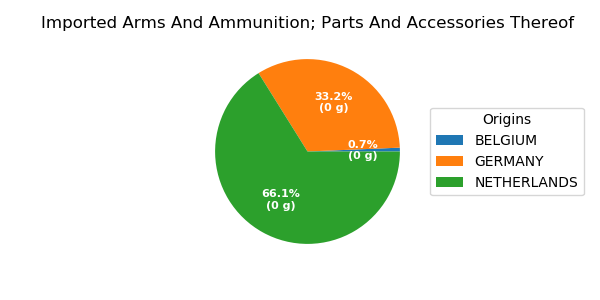 Imported Arms And Ammunition; Parts And Accessories Thereof
33.2%
(0 g)
0.7%
(0 g)
66.1%
(0 g)
Origins
BELGIUM
GERMANY
NETHERLANDS